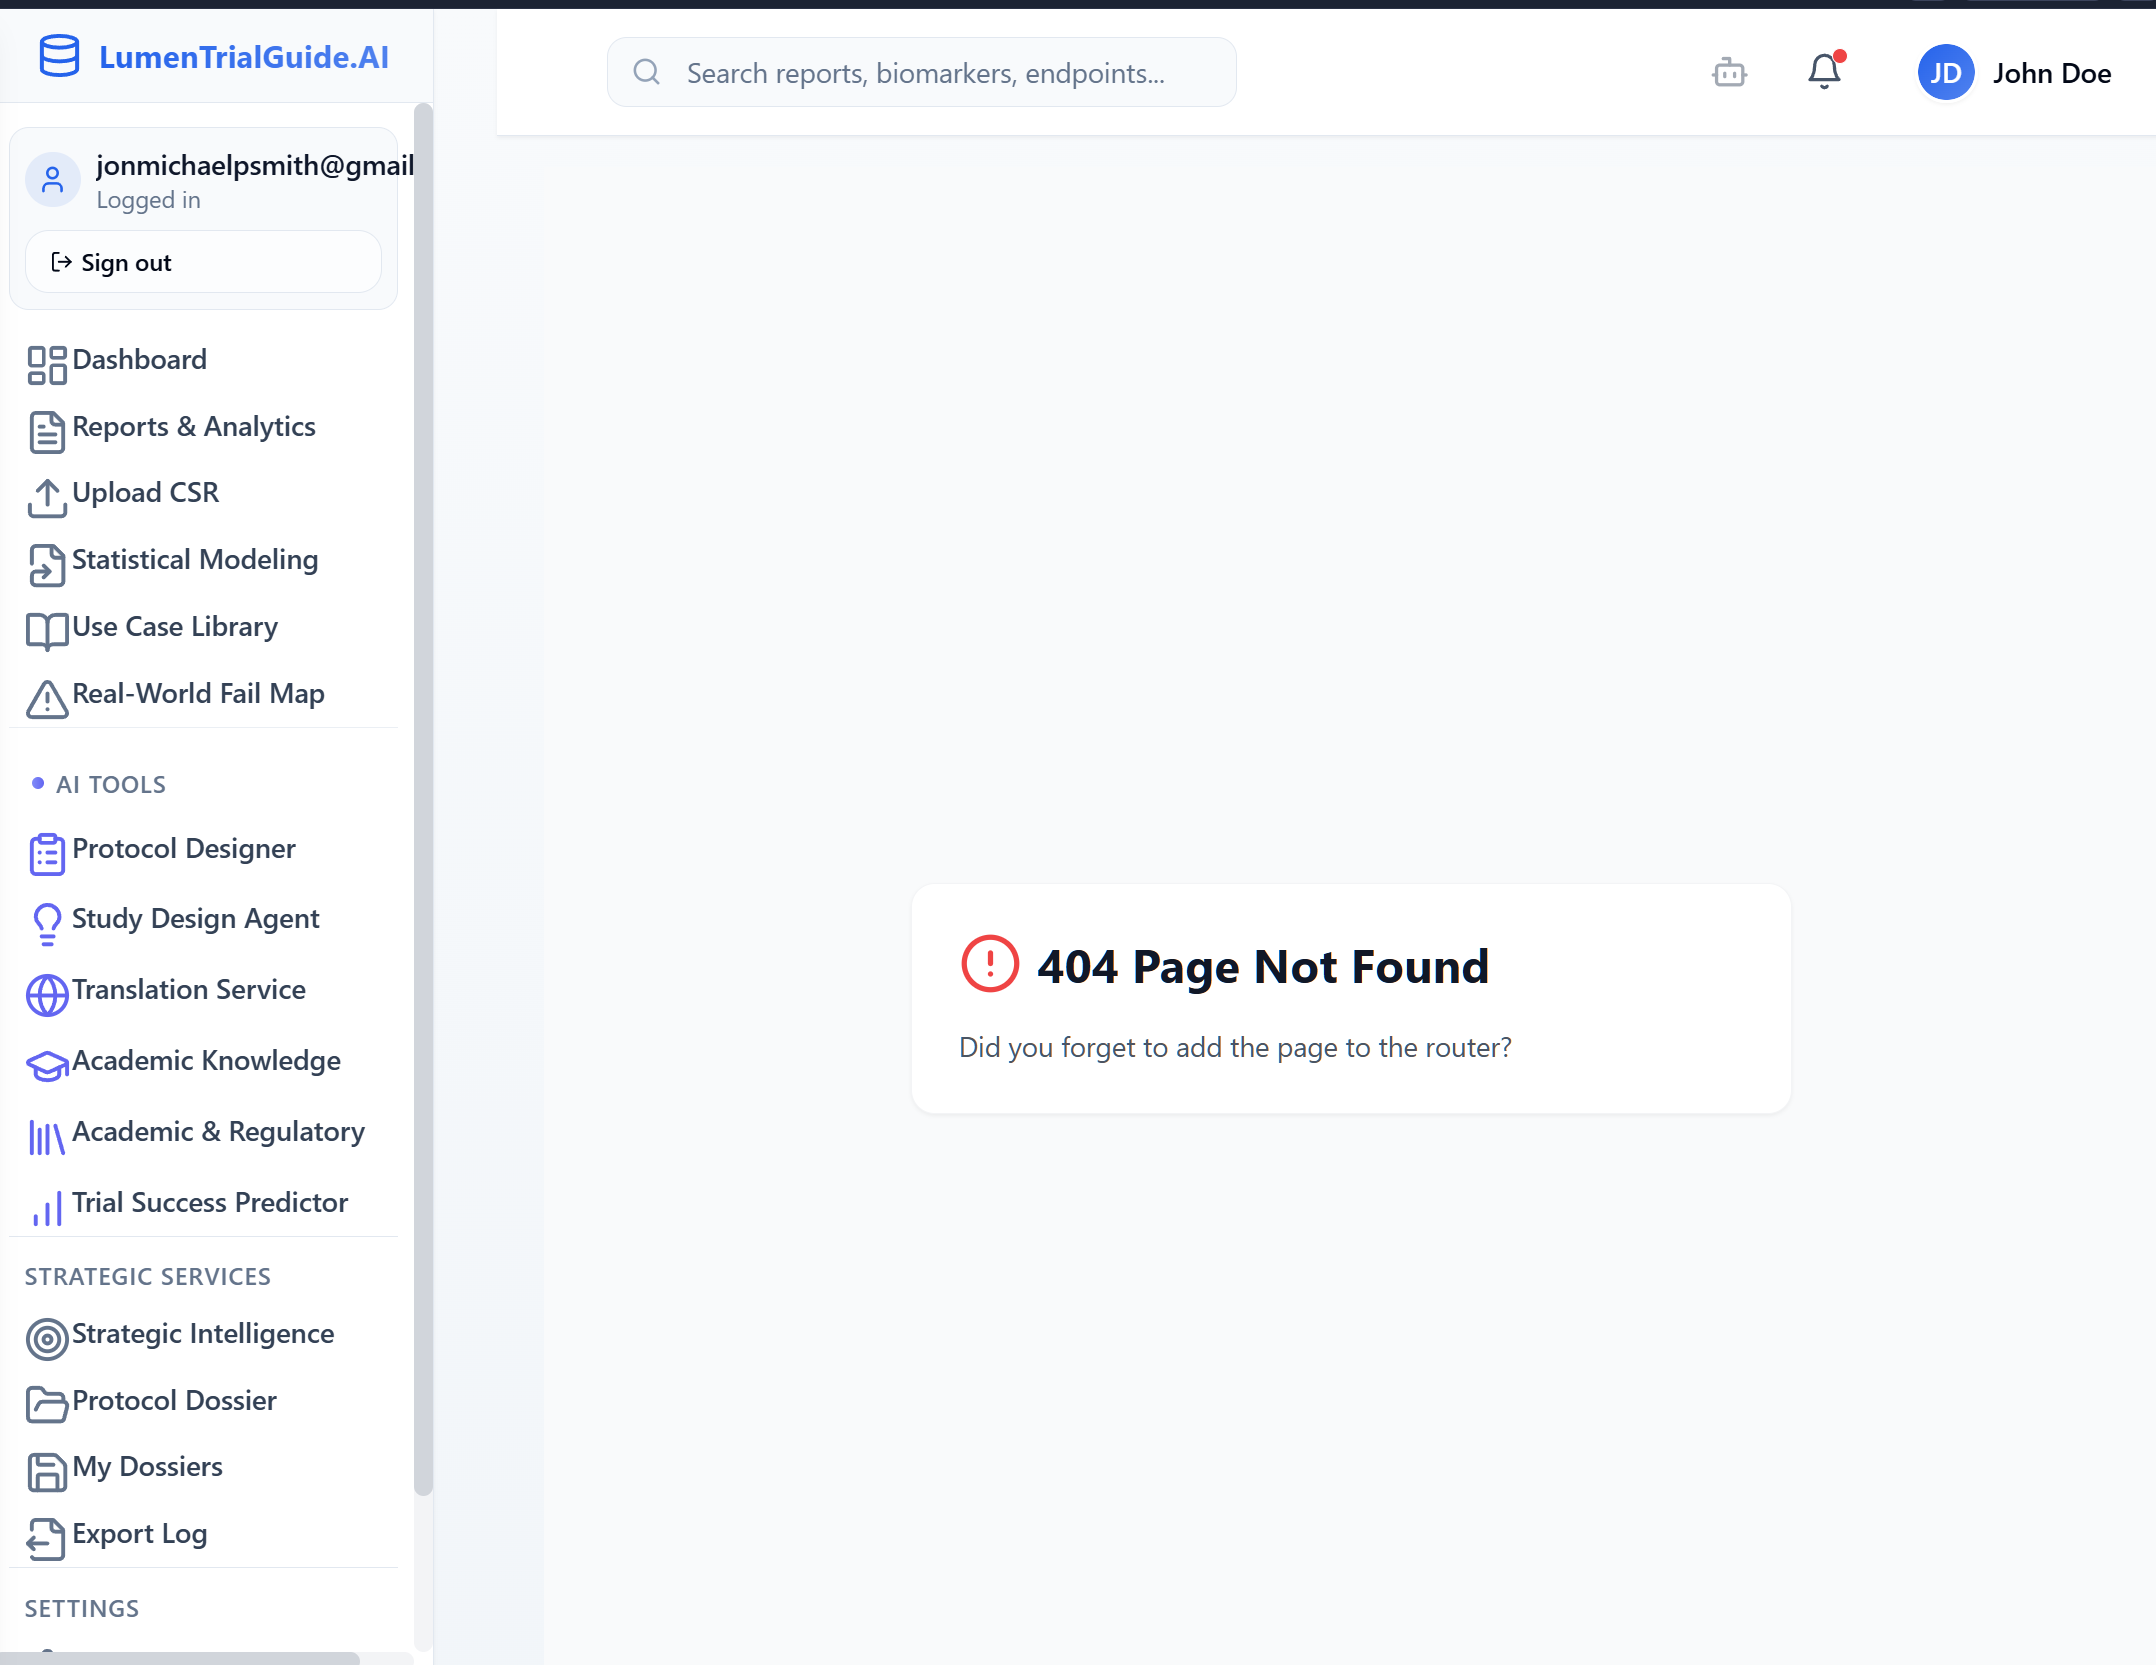 LumenTrialGuide.AI
Search reports, biomarkers, endpoints...
JD
John Doe
jonmichaelpsmith@gmail
Logged in
Sign out
Dashboard
Reports & Analytics
Upload CSR
Statistical Modeling
Use Case Library
Real-World Fail Map
AI TOOLS
Protocol Designer
Study Design Agent
Translation Service
Academic Knowledge
Academic & Regulatory
Trial Success Predictor
STRATEGIC SERVICES
Strategic Intelligence
Protocol Dossier
My Dossiers
Export Log
SETTINGS
404 Page Not Found
Did you forget to add the page to the router?